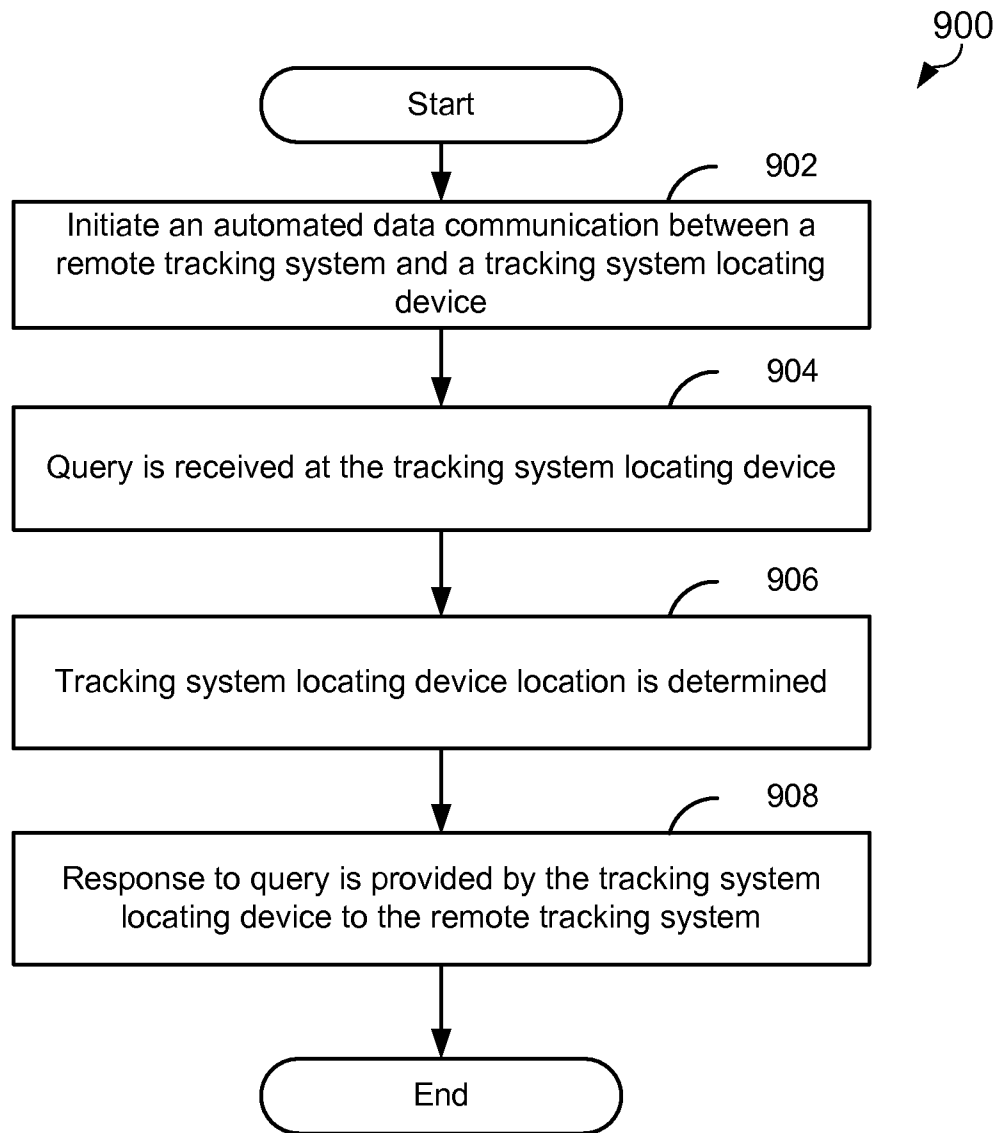 900
Start
902
Initiate an automated data communication between a
remote tracking system and a tracking system locating
device
904
Query is received at the tracking system locating device
906
Tracking system locating device location is determined
908
Response to query is provided by the tracking system
locating device to the remote tracking system
End